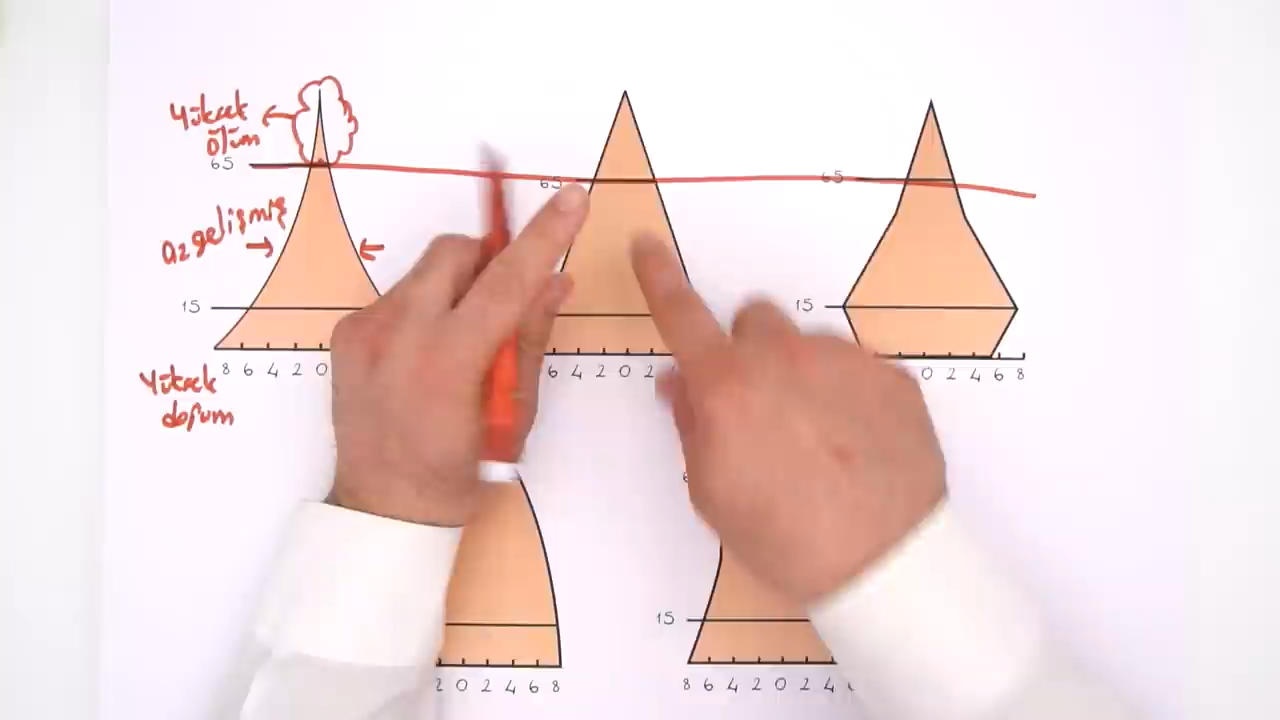 Yüksek
ölüm
65
65
65
azgelişmiş
15
15
8 6 4 2 0
6 4 2 0 2
0 2 4 6 8
Yüksek
doğum
15
2 0 2 4 6 8
8 6 4 2 0 2 4